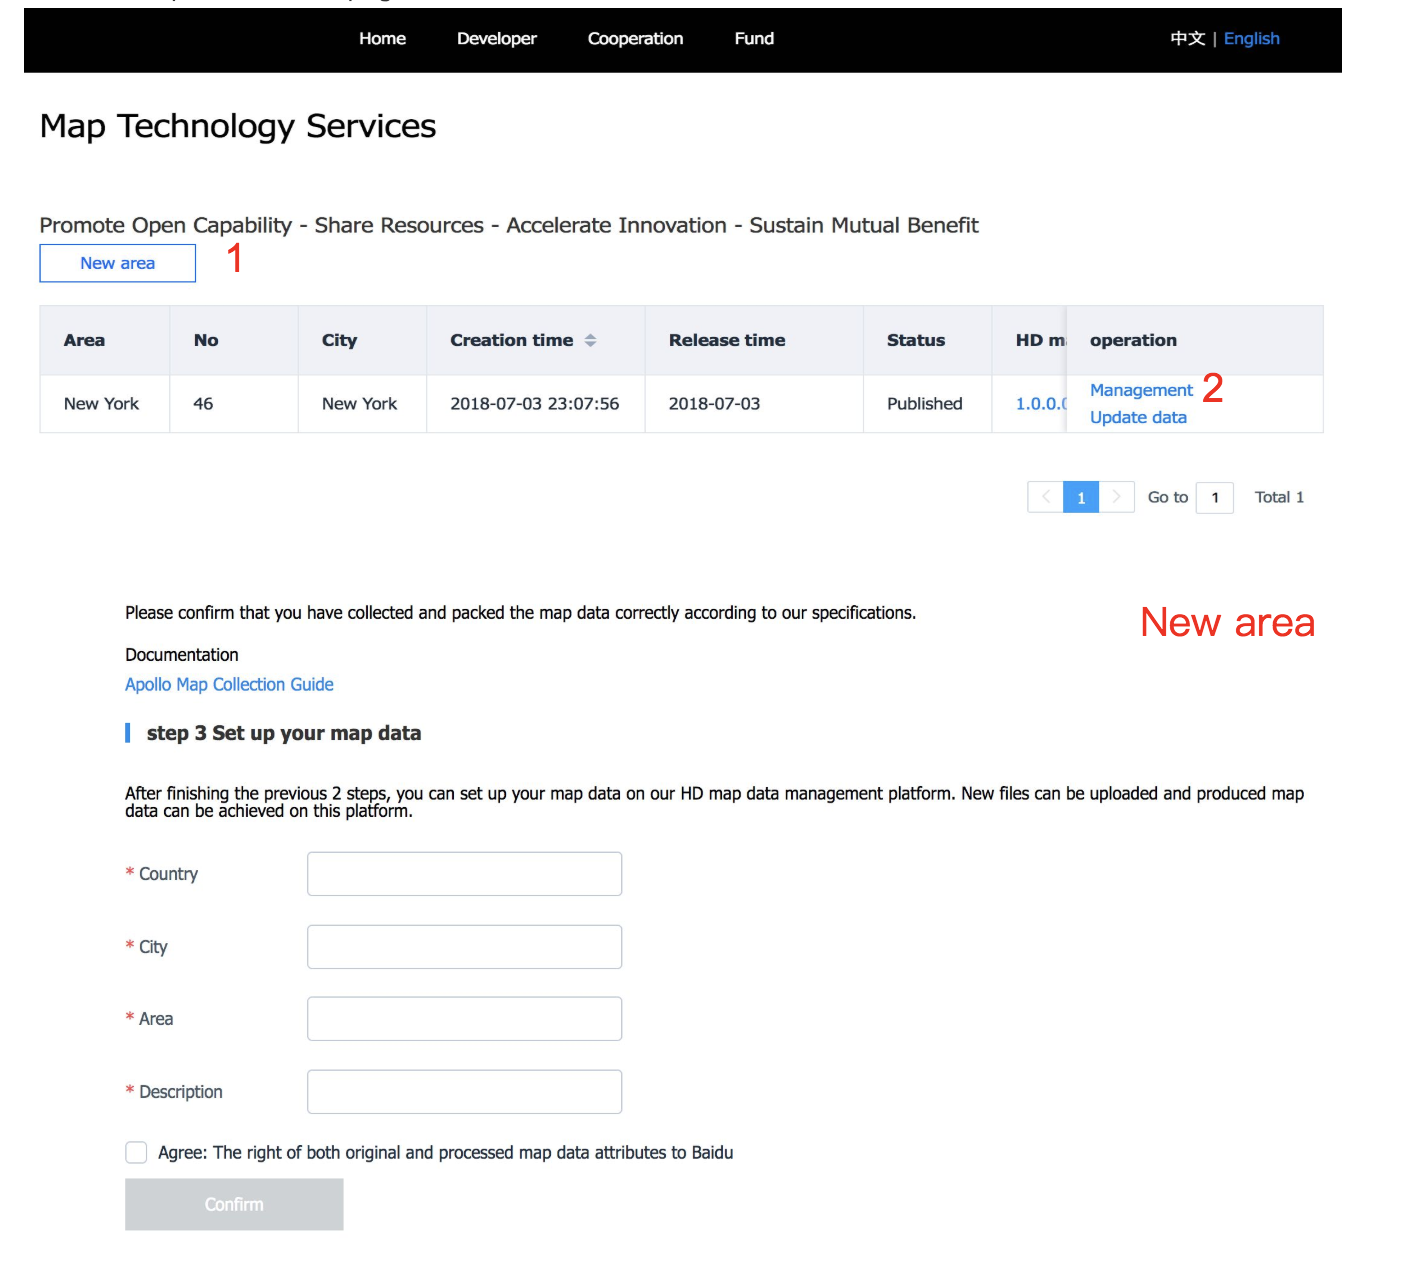 Home Developer Cooperation Fund 中文 | English
Map Technology Services
Promote Open Capability - Share Resources - Accelerate Innovation - Sustain Mutual Benefit
New area 1
Area No City Creation time Release time Status HD m operation
New York 46 New York 2018-07-03 23:07:56 2018-07-03 Published 1.0.0. Management 2
Update data
1 Go to 1 Total 1
Please confirm that you have collected and packed the map data correctly according to our specifications.
New area
Documentation
Apollo Map Collection Guide
step 3 Set up your map data
After finishing the previous 2 steps, you can set up your map data on our HD map data management platform. New files can be uploaded and produced map
data can be achieved on this platform.
* Country
* City
* Area
* Description
Agree: The right of both original and processed map data attributes to Baidu
Confirm